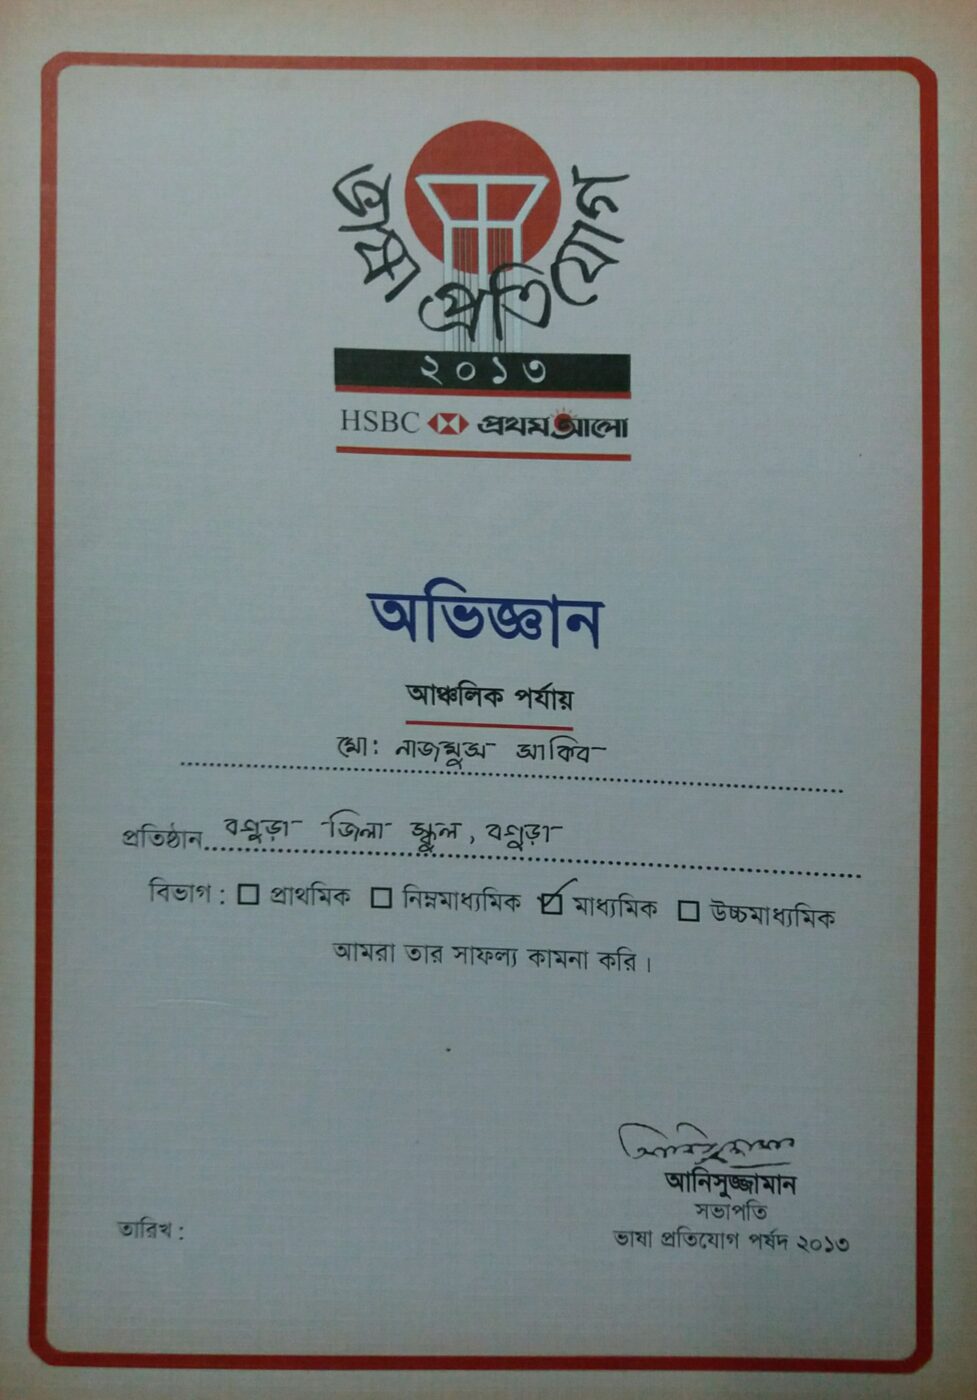 ভাষা প্রতিযোগ
২০১৩
HSBC প্রথম আলো
অভিজ্ঞান
আঞ্চলিক পর্যায়
মো: নাজমুস আকিব
প্রতিষ্ঠান বগুড়া জিলা স্কুল, বগুড়া
বিভাগ : প্রাথমিক নিম্নমাধ্যমিক মাধ্যমিক উচ্চমাধ্যমিক
আমরা তার সাফল্য কামনা করি।
আনিসুজ্জামান
সভাপতি
ভাষা প্রতিযোগ পর্ষদ ২০১৩
তারিখ :